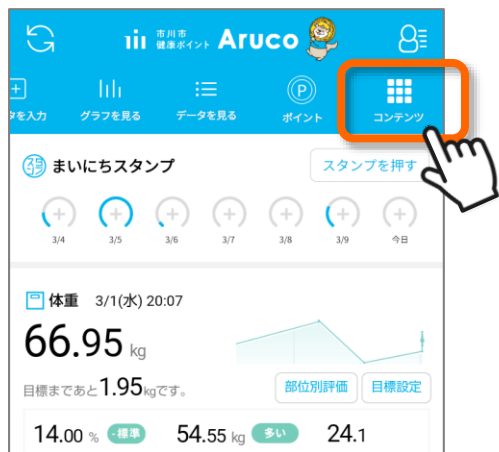 市川市
健康ポイント Aruco
タを入力 グラフを見る データを見る ポイント コンテンツ
まいにちスタンプ スタンプを押す
3/4 3/5 3/6 3/7 3/8 3/9 今日
体重 3/1(水) 20:07
66.95 kg
目標まであと1.95kgです。 部位別評価 目標設定
14.00 % -標準 54.55 kg 多い 24.1